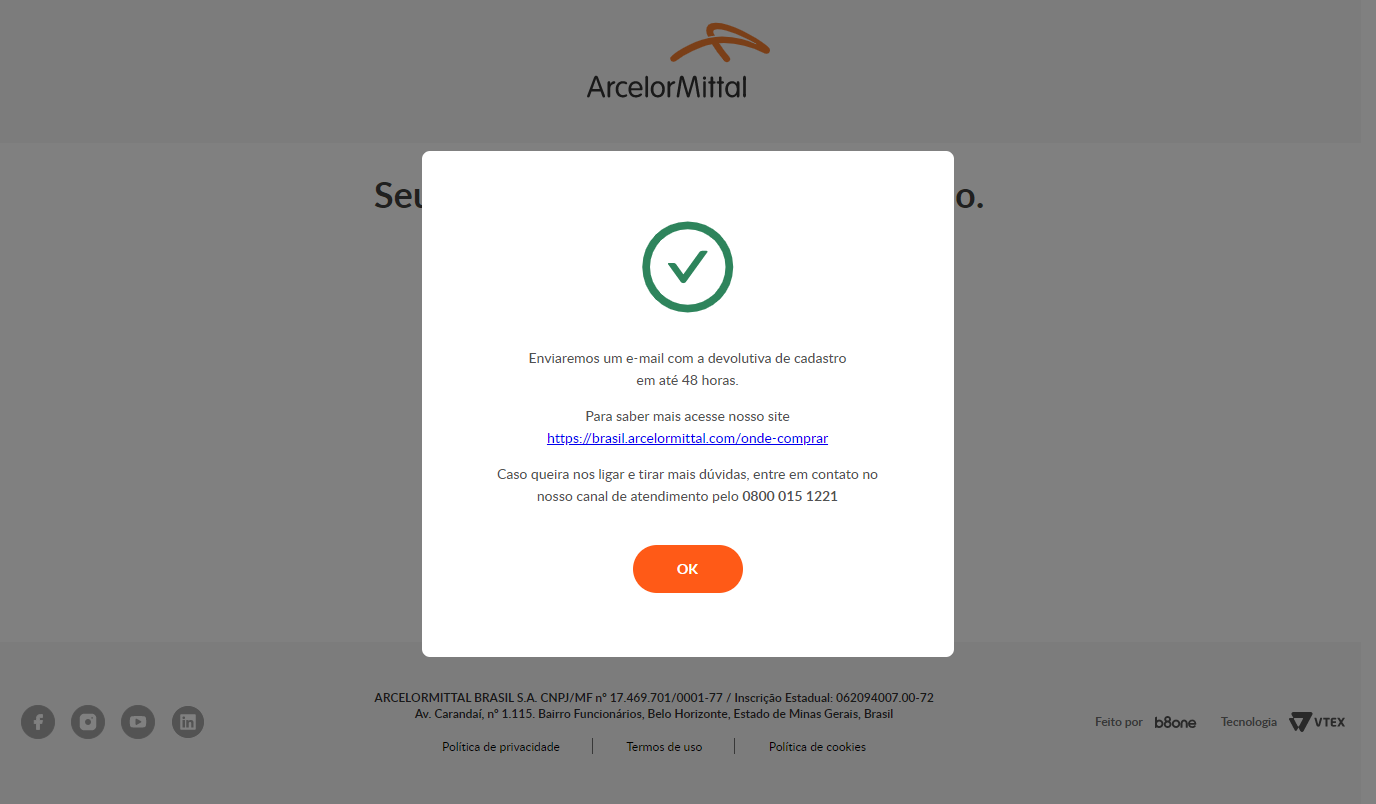 ArcelorMittal
Seu
o.
Enviaremos um e-mail com a devolutiva de cadastro
em até 48 horas.
Para saber mais acesse nosso site
https://brasil.arcelormittal.com/onde-comprar
Caso queira nos ligar e tirar mais dúvidas, entre em contato no
nosso canal de atendimento pelo 0800 015 1221
OK
ARCELORMITTAL BRASIL S.A. CNPJ/MF nº 17.469.701/0001-77 / Inscrição Estadual: 062094007.00-72
Av. Carandaí, nº 1.115. Bairro Funcionários, Belo Horizonte, Estado de Minas Gerais, Brasil
Política de privacidade
Termos de uso
Política de cookies
Feito por b8one
Tecnologia VTEX